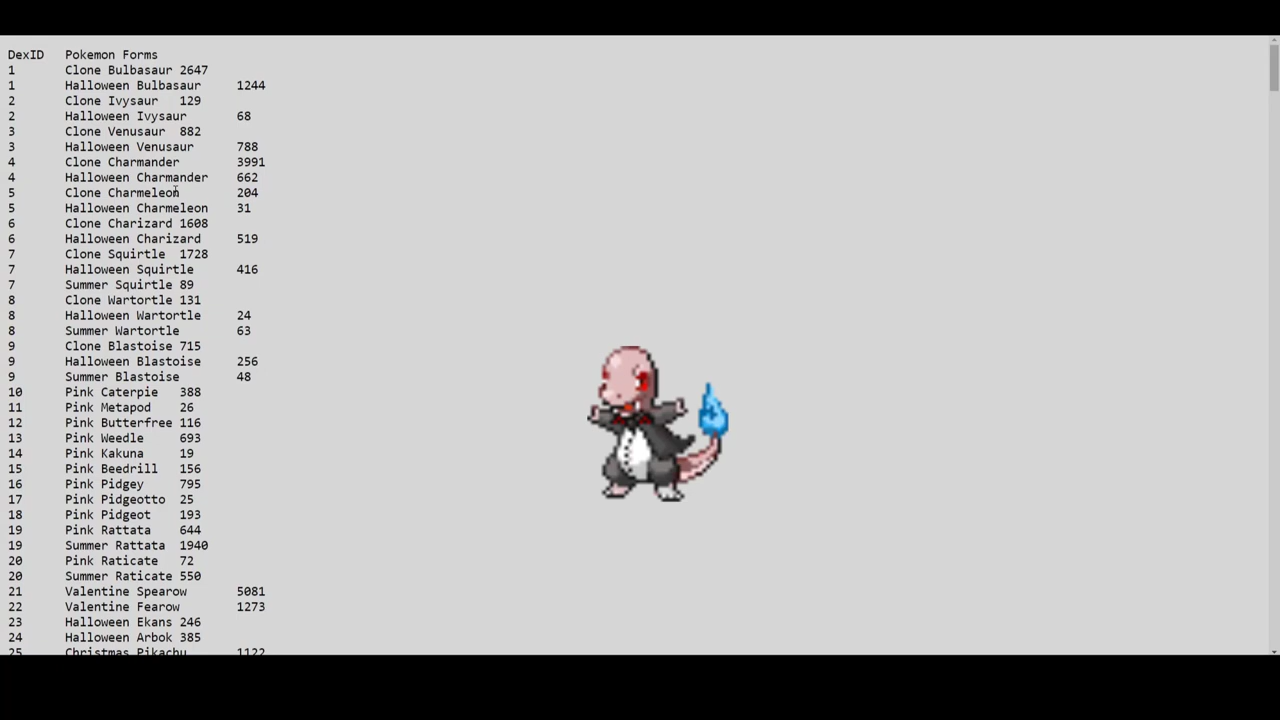 DexID Pokemon Forms
1 Clone Bulbasaur 2647
1 Halloween Bulbasaur 1244
2 Clone Ivysaur 129
2 Halloween Ivysaur 68
3 Clone Venusaur 882
3 Halloween Venusaur 788
4 Clone Charmander 3991
4 Halloween Charmander 662
5 Clone Charmeleon 204
5 Halloween Charmeleon 31
6 Clone Charizard 1608
6 Halloween Charizard 519
7 Clone Squirtle 1728
7 Halloween Squirtle 416
7 Summer Squirtle 89
8 Clone Wartortle 131
8 Halloween Wartortle 24
8 Summer Wartortle 63
9 Clone Blastoise 715
9 Halloween Blastoise 256
9 Summer Blastoise 48
10 Pink Caterpie 388
11 Pink Metapod 26
12 Pink Butterfree 116
13 Pink Weedle 693
14 Pink Kakuna 19
15 Pink Beedrill 156
16 Pink Pidgey 795
17 Pink Pidgeotto 25
18 Pink Pidgeot 193
19 Pink Rattata 644
19 Summer Rattata 1940
20 Pink Raticate 72
20 Summer Raticate 550
21 Valentine Spearow 5081
22 Valentine Fearow 1273
23 Halloween Ekans 246
24 Halloween Arbok 385
25 Christmas Pikachu 1122